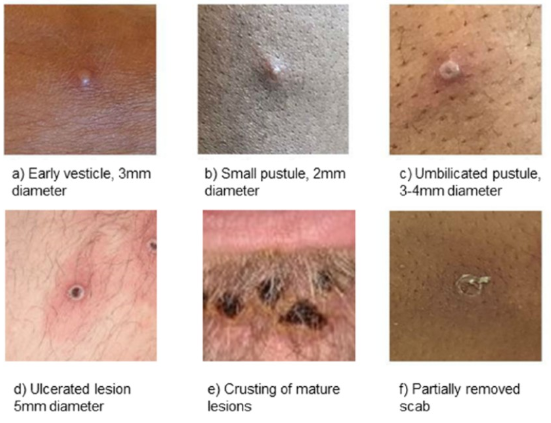 a) Early vesicle, 3mm
diameter
b) Small pustule, 2mm
diameter
c) Umbilicated pustule,
3-4mm diameter
d) Ulcerated lesion
5mm diameter
e) Crusting of mature
lesions
f) Partially removed
scab